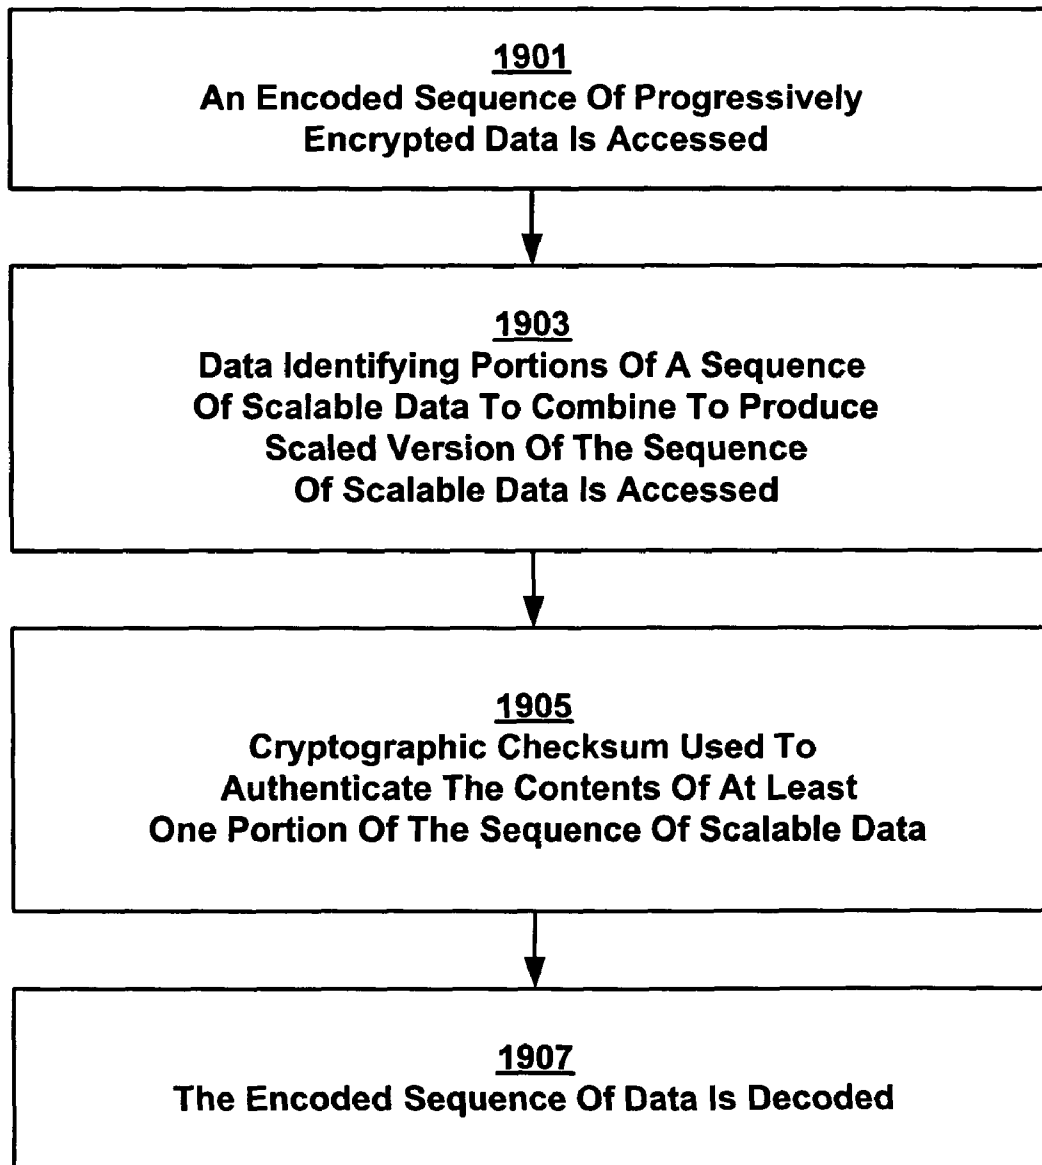 1901
An Encoded Sequence Of Progressively
Encrypted Data Is Accessed
1903
Data Identifying Portions Of A Sequence
Of Scalable Data To Combine To Produce
Scaled Version Of The Sequence
Of Scalable Data Is Accessed
1905
Cryptographic Checksum Used To
Authenticate The Contents Of At Least
One Portion Of The Sequence Of Scalable Data
1907
The Encoded Sequence Of Data Is Decoded